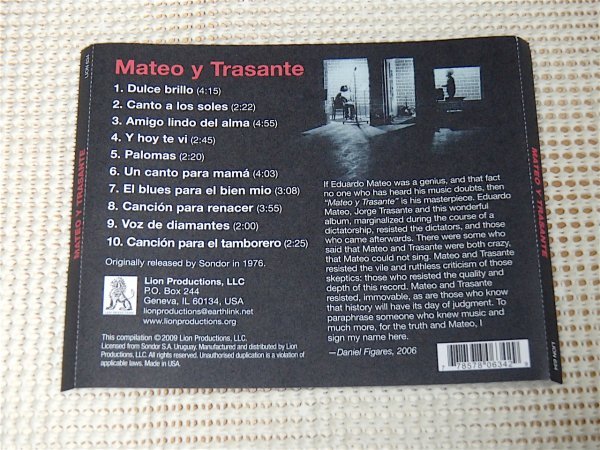 Mateo y Trasante
1. Dulce brillo (4:15)
2. Canto a los soles (2:22)
3. Amigo lindo del alma (4:55)
4. Y hoy te vi (2:45)
5. Palomas (2:20)
6. Un canto para mamá (4:03)
7. El blues para el bien mio (3:08)
8. Canción para renacer (3:55)
9. Voz de diamantes (2:00)
10. Canción para el tamborero (2:25)
Originally released by Sondor in 1976.
Lion Productions, LLC
P.O. Box 244
Geneva, IL 60134, USA
lionproductions@earthlink.net
www.lionproductions.org
This compilation © 2009 Lion Productions, LLC.
Licensed from Sondor S.A. Uruguay. Manufactured and distributed by Lion
Productions, LLC. All rights reserved. Unauthorised duplication is a violation of
applicable laws. Made in USA.
If Eduardo Mateo was a genius, and that fact
no one who has heard his music doubts, then
"Mateo y Trasante" is his masterpiece. Eduardo
Mateo, Jorge Trasante and this wonderful
album, marginalized during the course of a
dictatorship, resisted the dictators, and those
who came afterwards. There were some who
said that Mateo and Trasante were both crazy,
that Mateo could not sing. Mateo and Trasante
resisted the vile and ruthless criticism of those
skeptics: those who resisted the quality and
depth of this record. Mateo and Trasante
resisted, immovable, as are those who know
that history will have its day of judgment. To
paraphrase someone who knew music and
much more, for the truth and Mateo, I
sign my name here.
—Daniel Figares, 2006
7 78578 06342 9
LION 634
MATEO Y TRASANTE
MATEO Y TRASANTE
LION 634